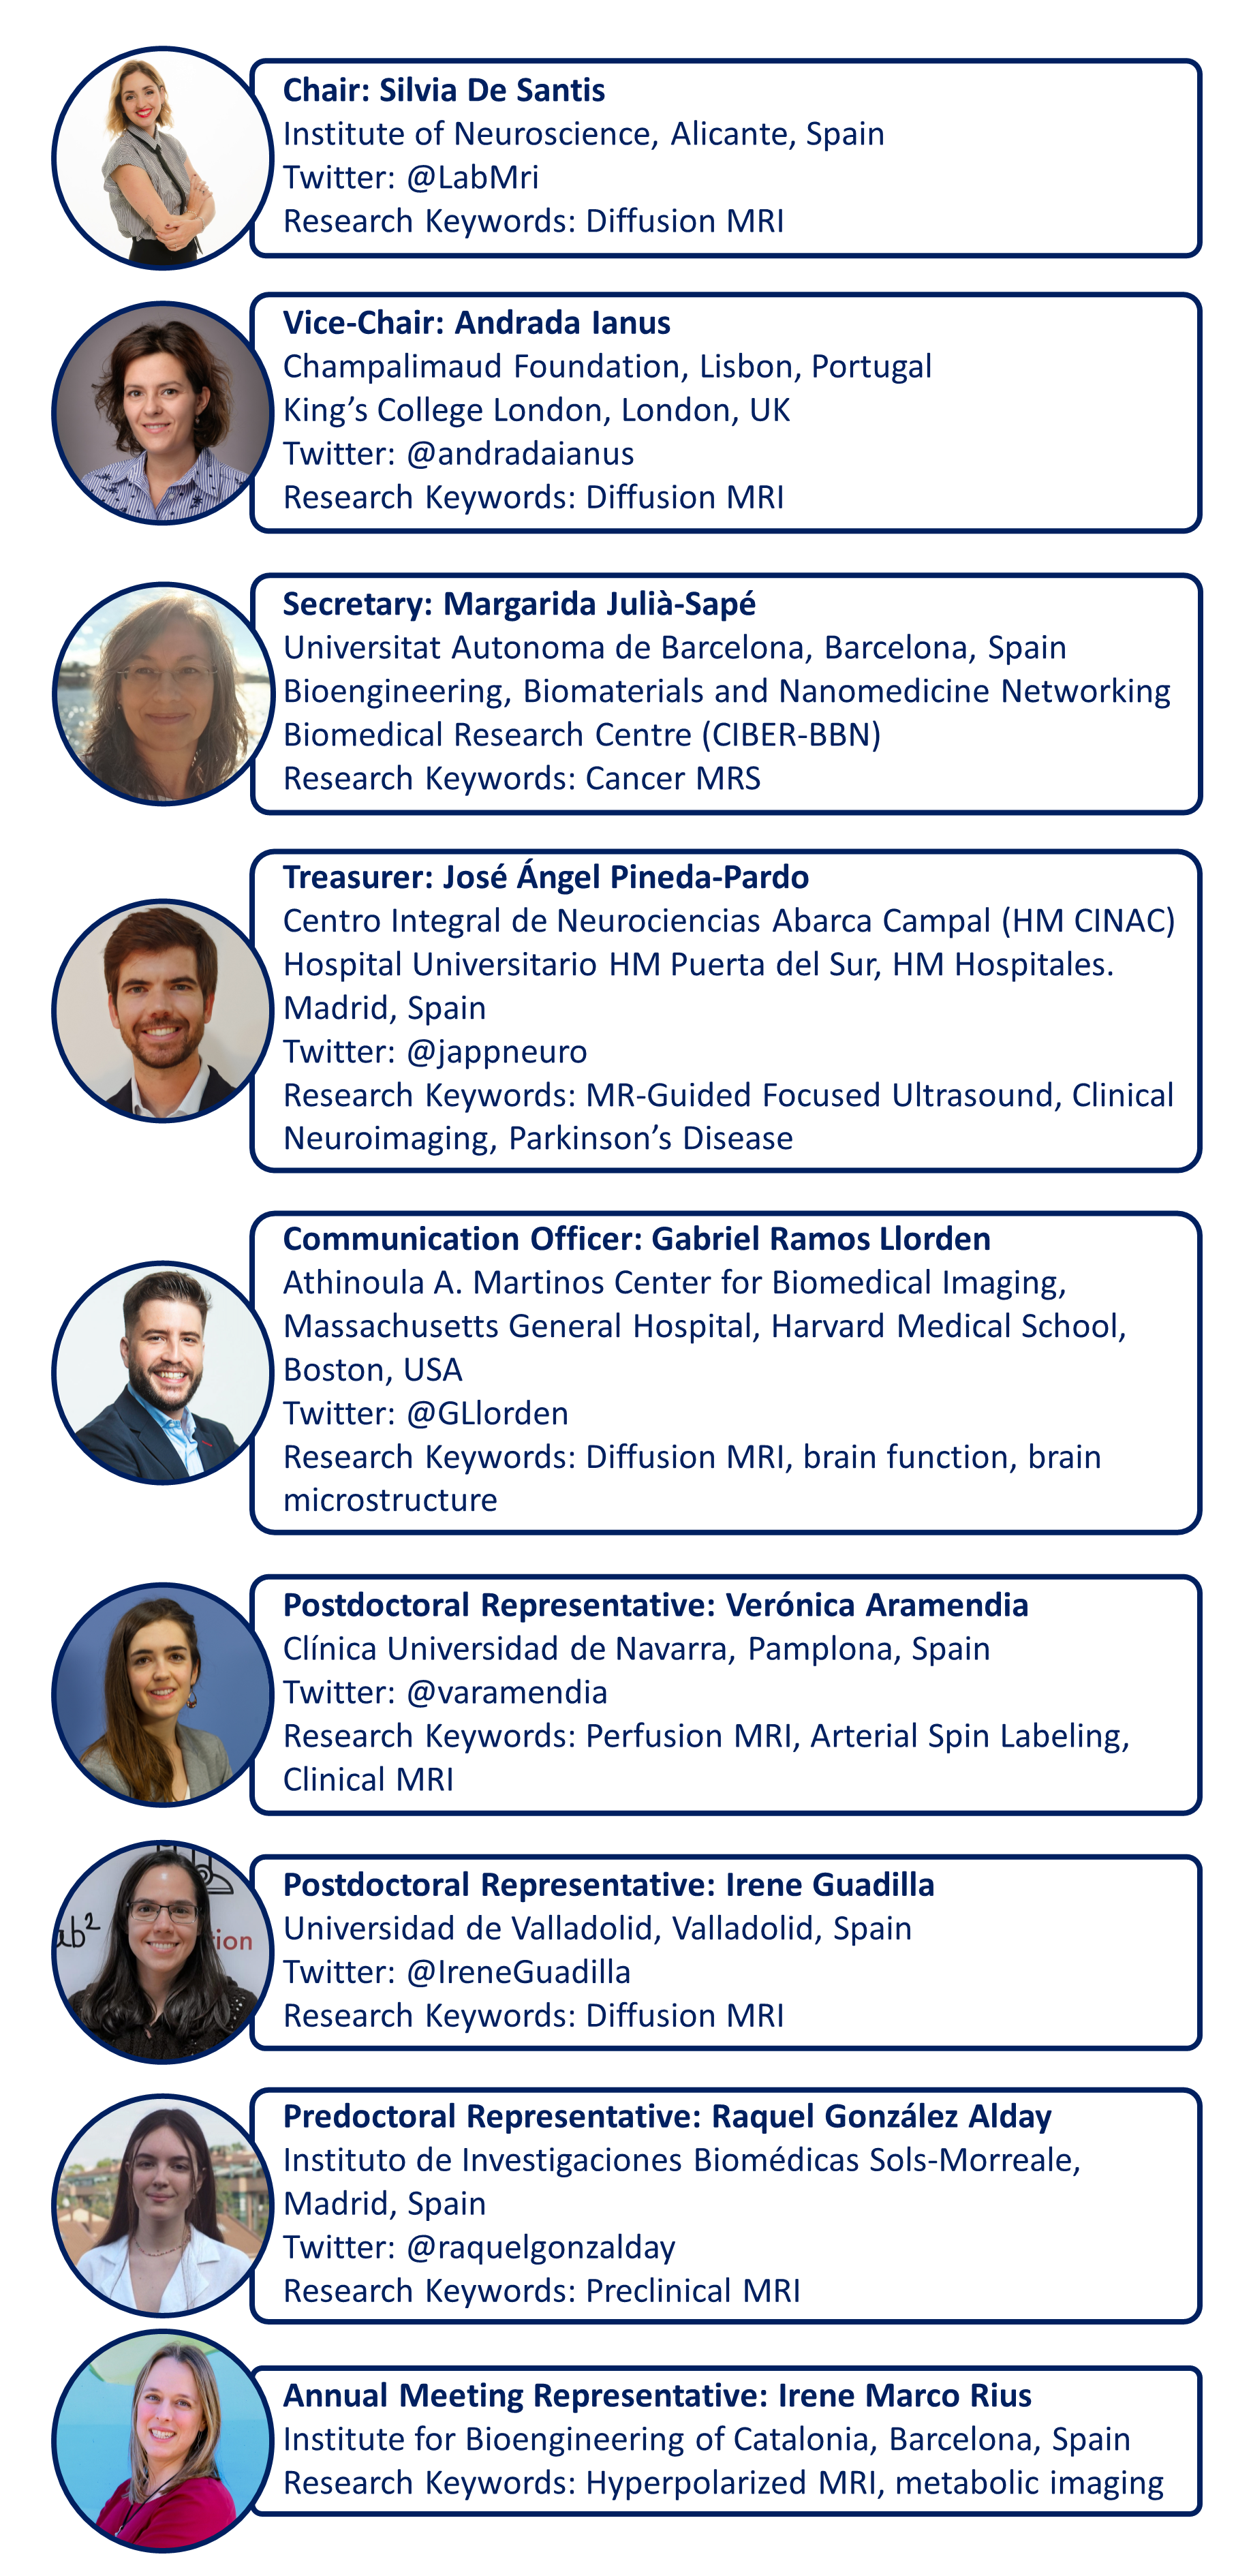 Chair: Silvia De Santis
Institute of Neuroscience, Alicante, Spain
Twitter: @LabMri
Research Keywords: Diffusion MRI
Vice-Chair: Andrada Ianus
Champalimaud Foundation, Lisbon, Portugal
King’s College London, London, UK
Twitter: @andradaianus
Research Keywords: Diffusion MRI
Secretary: Margarida Julià-Sapé
Universitat Autonoma de Barcelona, Barcelona, Spain
Bioengineering, Biomaterials and Nanomedicine Networking
Biomedical Research Centre (CIBER-BBN)
Research Keywords: Cancer MRS
Treasurer: José Ángel Pineda-Pardo
Centro Integral de Neurociencias Abarca Campal (HM CINAC)
Hospital Universitario HM Puerta del Sur, HM Hospitales.
Madrid, Spain
Twitter: @jappneuro
Research Keywords: MR-Guided Focused Ultrasound, Clinical
Neuroimaging, Parkinson’s Disease
Communication Officer: Gabriel Ramos Llorden
Athinoula A. Martinos Center for Biomedical Imaging,
Massachusetts General Hospital, Harvard Medical School,
Boston, USA
Twitter: @GLlorden
Research Keywords: Diffusion MRI, brain function, brain
microstructure
Postdoctoral Representative: Verónica Aramendia
Clínica Universidad de Navarra, Pamplona, Spain
Twitter: @varamendia
Research Keywords: Perfusion MRI, Arterial Spin Labeling,
Clinical MRI
ab² tion
Postdoctoral Representative: Irene Guadilla
Universidad de Valladolid, Valladolid, Spain
Twitter: @IreneGuadilla
Research Keywords: Diffusion MRI
Predoctoral Representative: Raquel González Alday
Instituto de Investigaciones Biomédicas Sols-Morreale,
Madrid, Spain
Twitter: @raquelgonzalday
Research Keywords: Preclinical MRI
Annual Meeting Representative: Irene Marco Rius
Institute for Bioengineering of Catalonia, Barcelona, Spain
Research Keywords: Hyperpolarized MRI, metabolic imaging